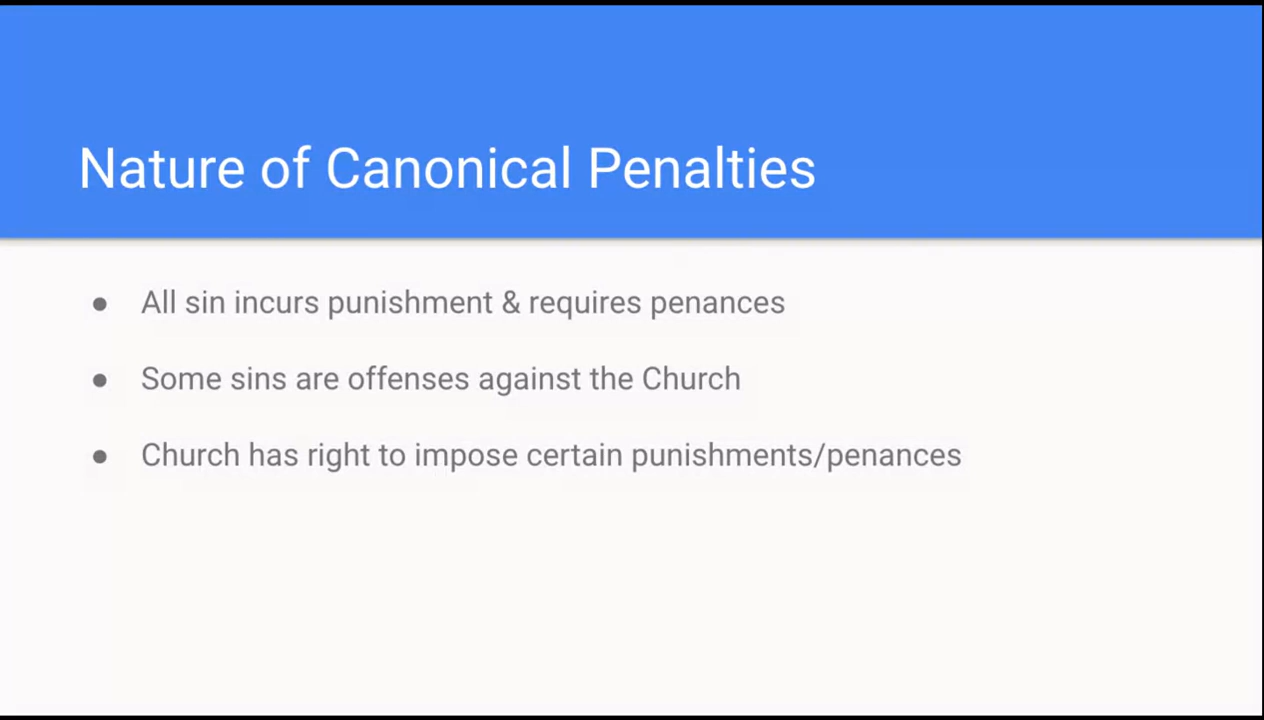 Nature of Canonical Penalties
● All sin incurs punishment & requires penances
● Some sins are offenses against the Church
● Church has right to impose certain punishments/penances